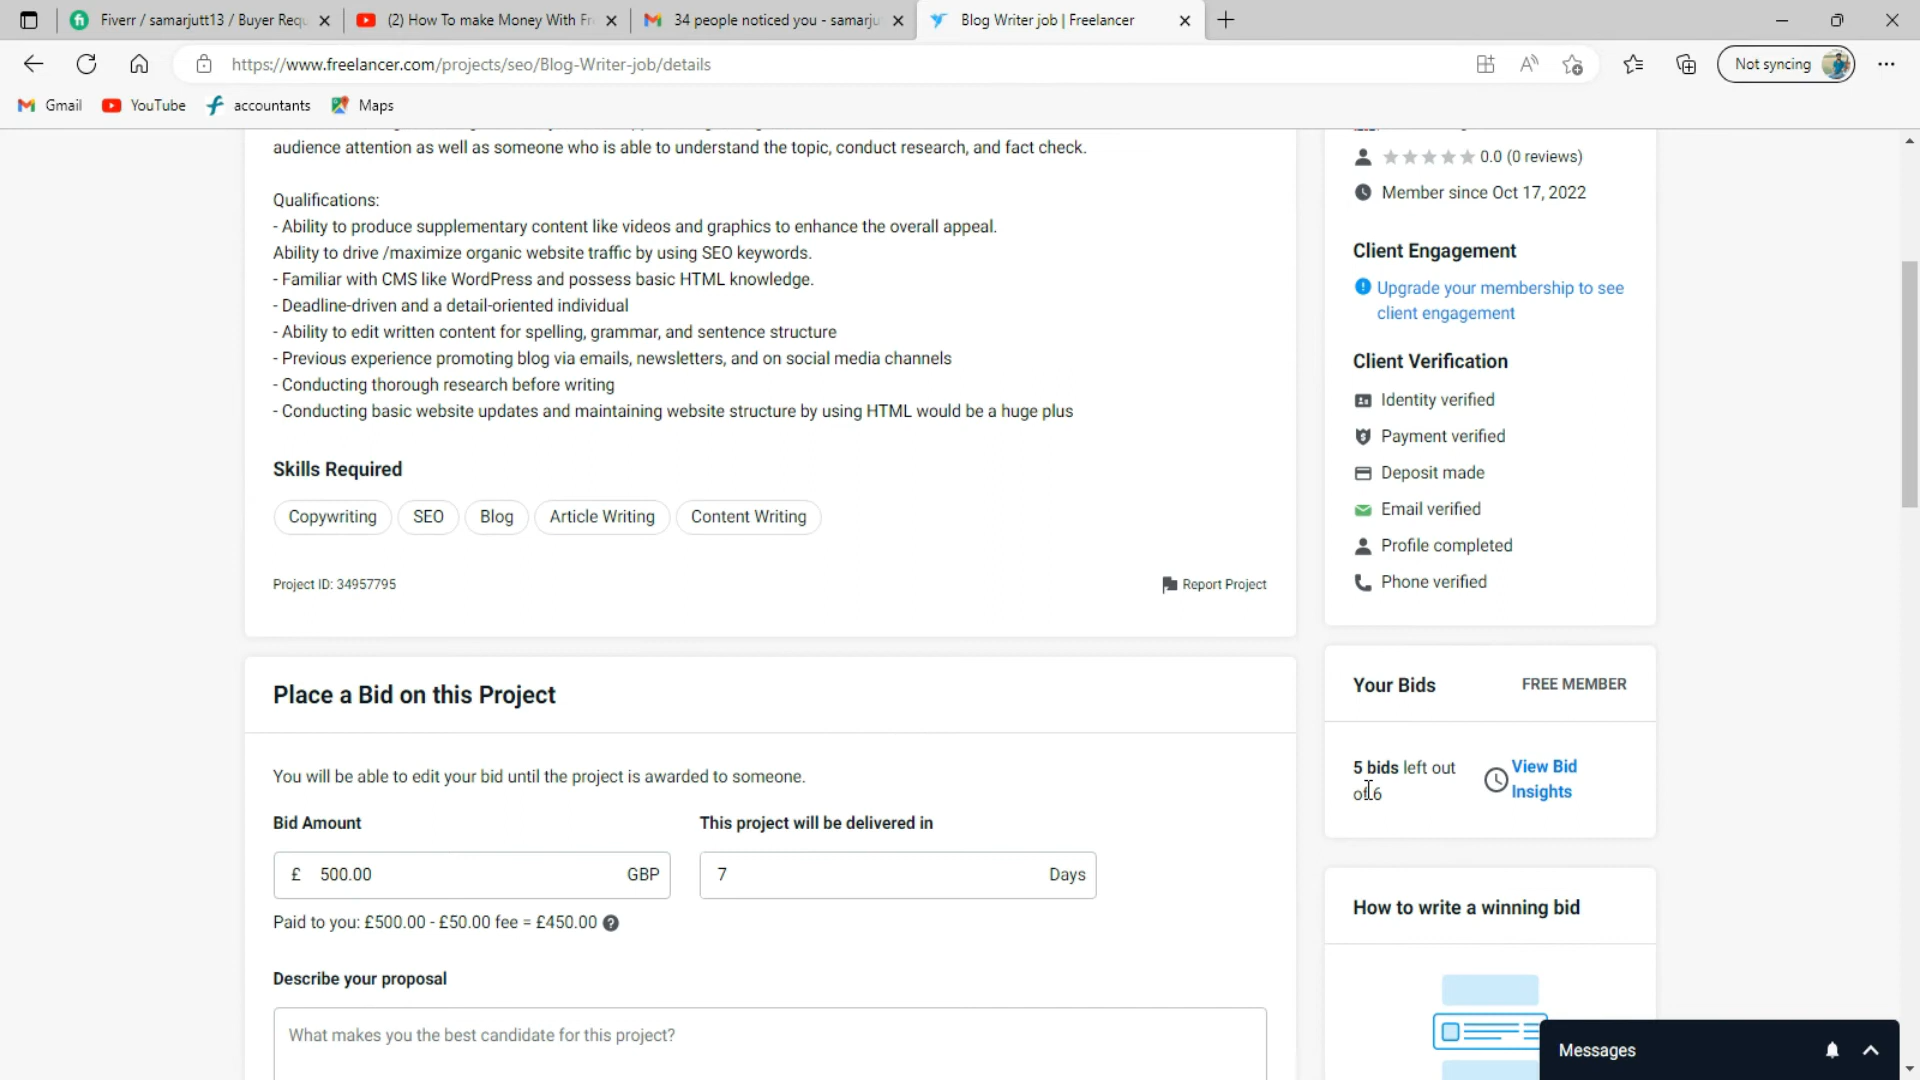 Fiverr / samarjutt13 / Buyer Requ
(2) How To make Money With Fr
34 people noticed you - samarju
Blog Writer job | Freelancer
https://www.freelancer.com/projects/seo/Blog-Writer-job/details
Not syncing
Gmail
YouTube
accountants
Maps
audience attention as well as someone who is able to understand the topic, conduct research, and fact check.
Qualifications:
- Ability to produce supplementary content like videos and graphics to enhance the overall appeal.
Ability to drive /maximize organic website traffic by using SEO keywords.
- Familiar with CMS like WordPress and possess basic HTML knowledge.
- Deadline-driven and a detail-oriented individual
- Ability to edit written content for spelling, grammar, and sentence structure
- Previous experience promoting blog via emails, newsletters, and on social media channels
- Conducting thorough research before writing
- Conducting basic website updates and maintaining website structure by using HTML would be a huge plus
Skills Required
Copywriting
SEO
Blog
Article Writing
Content Writing
Project ID: 34957795
Report Project
0.0 (0 reviews)
Member since Oct 17, 2022
Client Engagement
Upgrade your membership to see
client engagement
Client Verification
Identity verified
Payment verified
Deposit made
Email verified
Profile completed
Phone verified
Place a Bid on this Project
You will be able to edit your bid until the project is awarded to someone.
Bid Amount
This project will be delivered in
£ 500.00 GBP
7 Days
Paid to you: £500.00 - £50.00 fee = £450.00
Describe your proposal
What makes you the best candidate for this project?
Your Bids
FREE MEMBER
5 bids left out
of 6
View Bid
Insights
How to write a winning bid
Messages